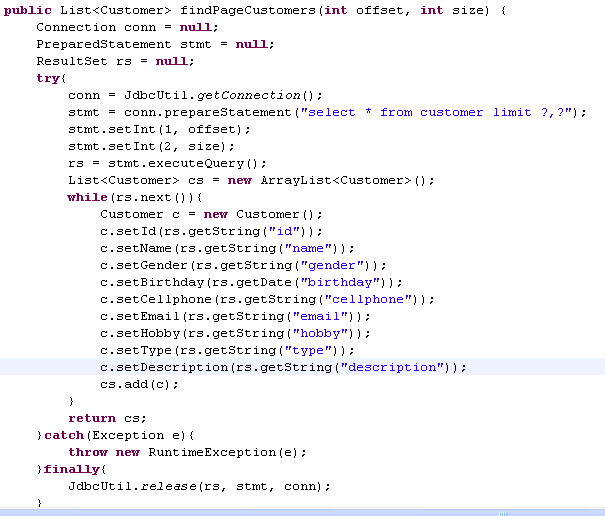 public List<Customer> findPageCustomers(int offset, int size) {
    Connection conn = null;
    PreparedStatement stmt = null;
    ResultSet rs = null;
    try{
        conn = JdbcUtil.getConnection();
        stmt = conn.prepareStatement("select * from customer limit ?,?");
        stmt.setInt(1, offset);
        stmt.setInt(2, size);
        rs = stmt.executeQuery();
        List<Customer> cs = new ArrayList<Customer>();
        while(rs.next()){
            Customer c = new Customer();
            c.setId(rs.getString("id"));
            c.setName(rs.getString("name"));
            c.setGender(rs.getString("gender"));
            c.setBirthday(rs.getDate("birthday"));
            c.setCellphone(rs.getString("cellphone"));
            c.setEmail(rs.getString("email"));
            c.setHobby(rs.getString("hobby"));
            c.setType(rs.getString("type"));
            c.setDescription(rs.getString("description"));
            cs.add(c);
        }
        return cs;
    }catch(Exception e){
        throw new RuntimeException(e);
    }finally{
        JdbcUtil.release(rs, stmt, conn);
    }